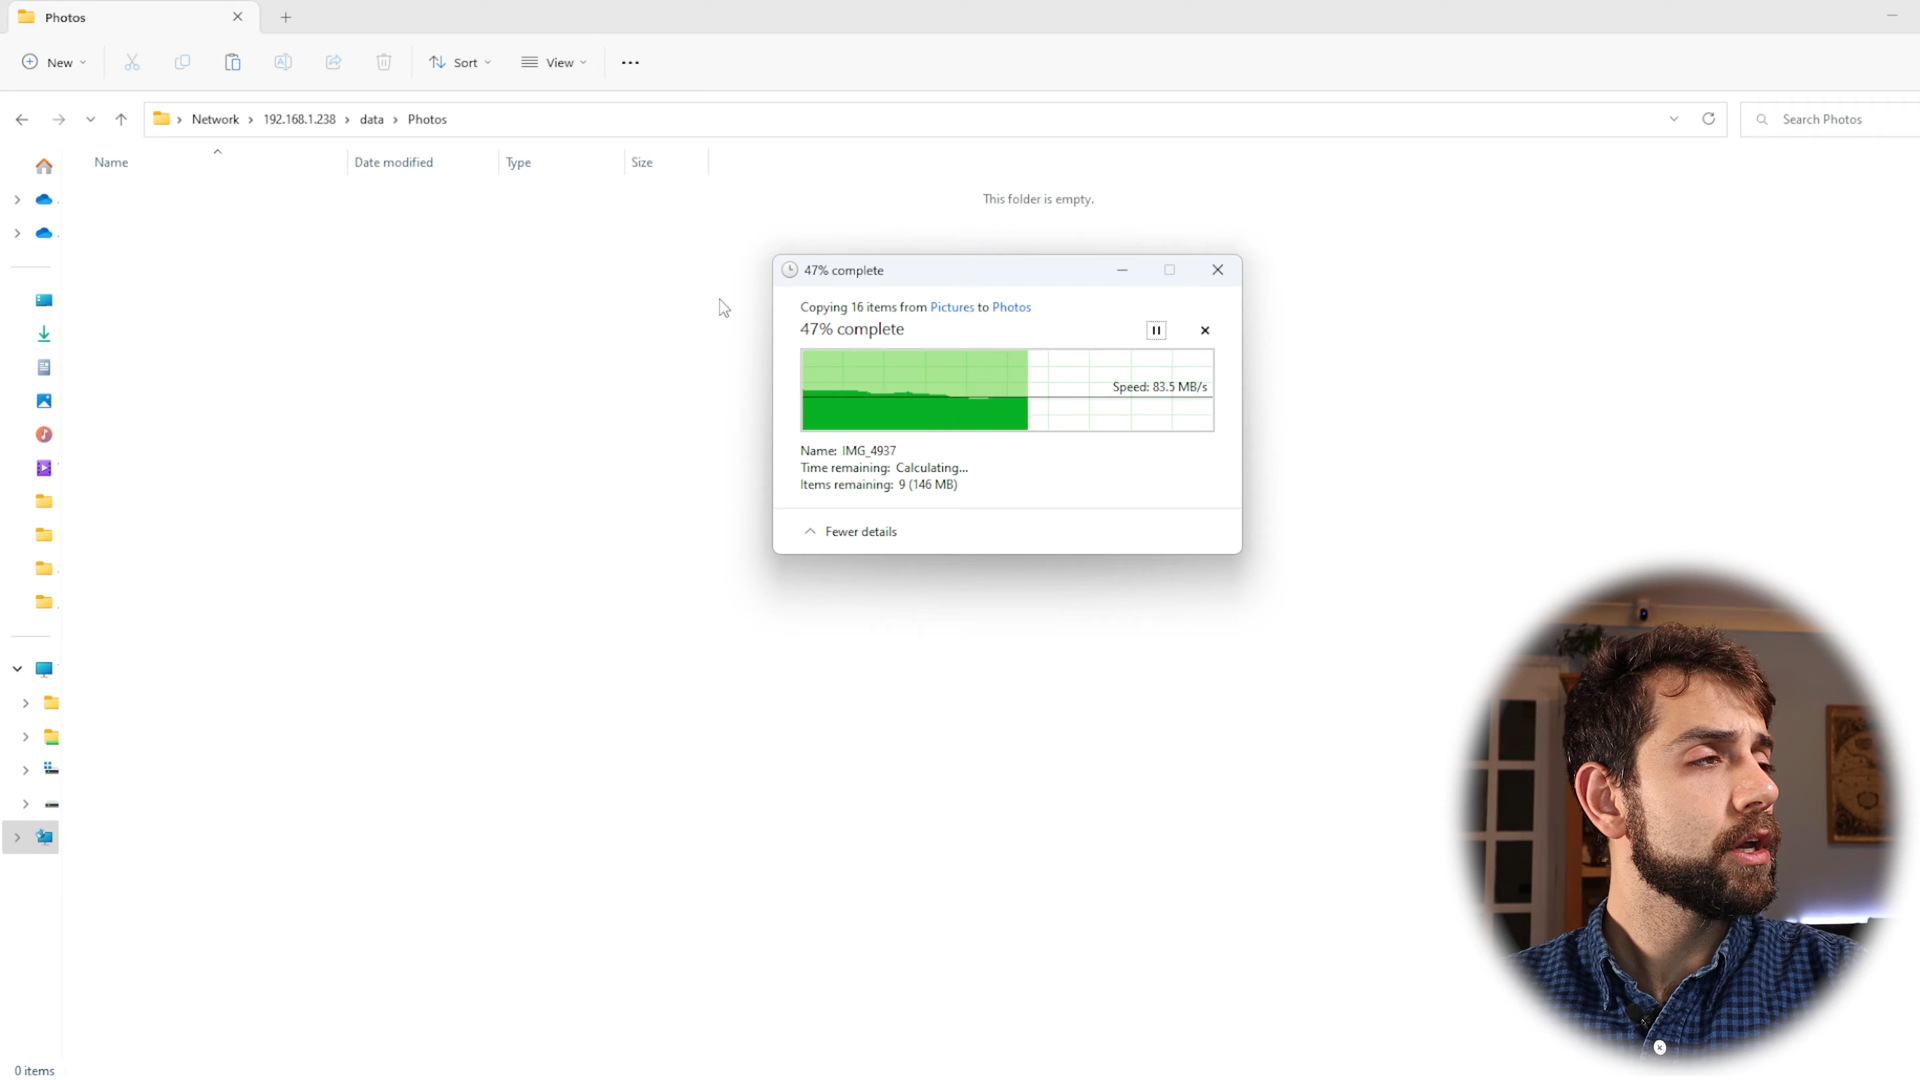 Photos
New
Sort
View
Network
192.168.1.238
data
Photos
Search Photos
Name
Date modified
Type
Size
This folder is empty.
47% complete
Copying 16 items from Pictures to Photos
47% complete
Speed: 83.5 MB/s
Name: IMG_4937
Time remaining: Calculating...
Items remaining: 9 (146 MB)
Fewer details
0 items